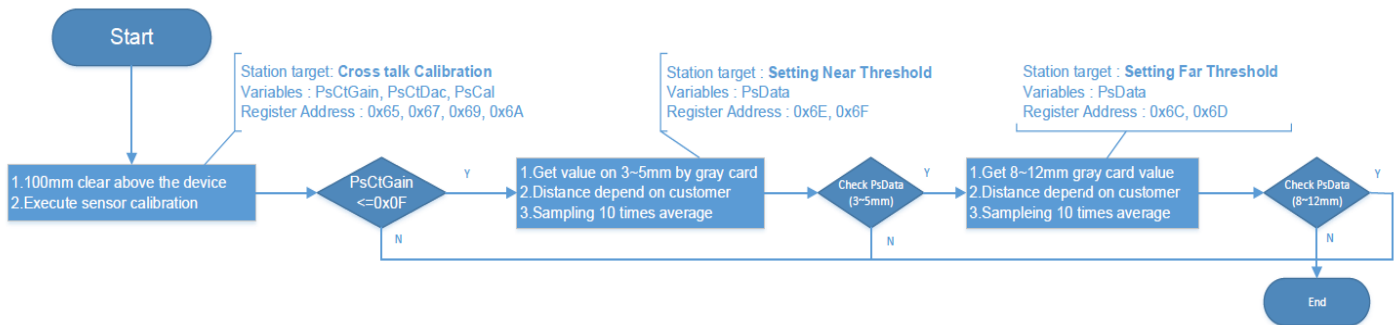 Start
Station target: Cross talk Calibration
Variables : PsCtGain, PsCtDac, PsCal
Register Address : 0x65, 0x67, 0x69, 0x6A
Station target : Setting Near Threshold
Variables : PsData
Register Address : 0x6E, 0x6F
Station target : Setting Far Threshold
Variables : PsData
Register Address : 0x6C, 0x6D
1.100mm clear above the device
2.Execute sensor calibration
PsCtGain
<=0x0F
Y
N
1.Get value on 3~5mm by gray card
2.Distance depend on customer
3.Sampling 10 times average
Check PsData
(3~5mm)
Y
N
1.Get 8~12mm gray card value
2.Distance depend on customer
3.Sampleing 10 times average
Check PsData
(8~12mm)
Y
N
End